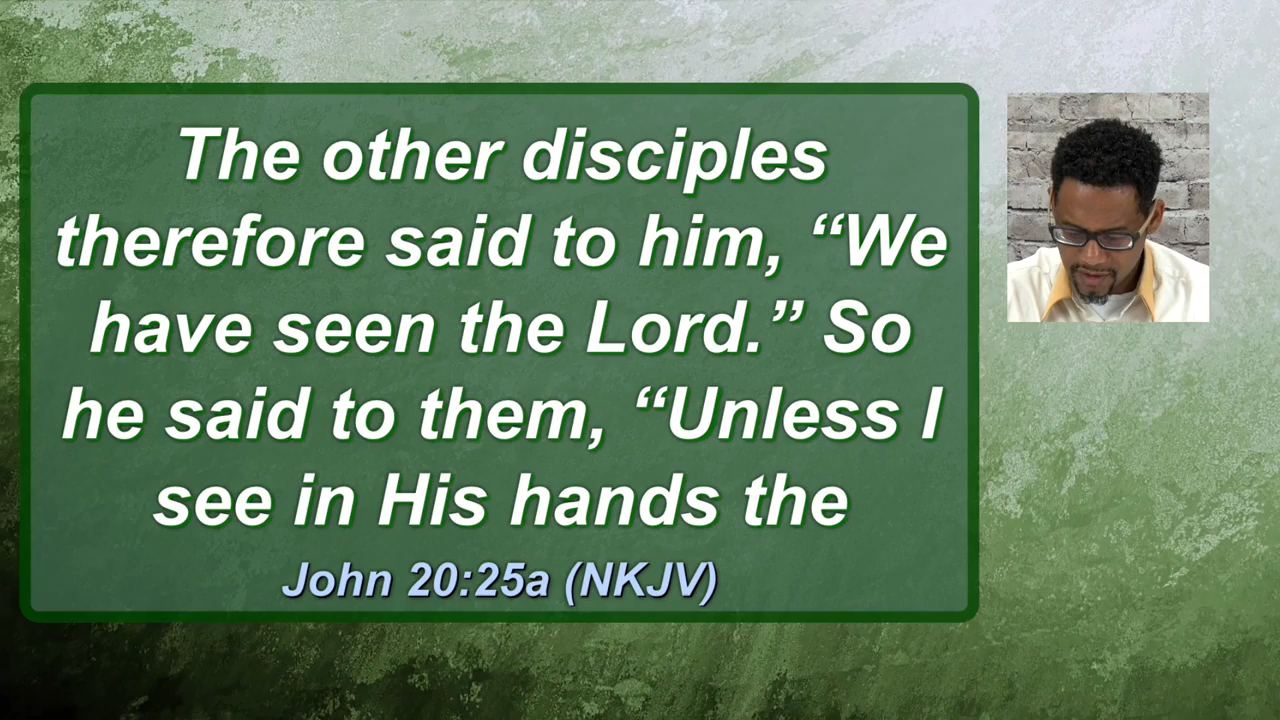 The other disciples
therefore said to him, “We
have seen the Lord.” So
he said to them, “Unless I
see in His hands the
John 20:25a (NKJV)